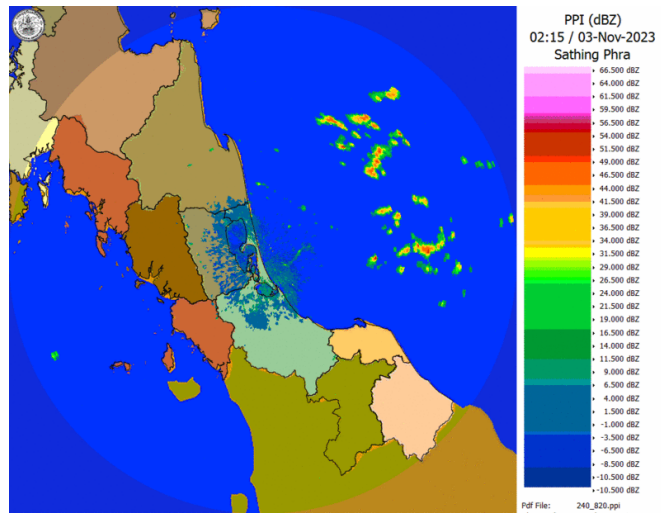 PPI (dBZ)
02:15 / 03-Nov-2023
Sathing Phra
66.500 dBZ
64.000 dBZ
61.500 dBZ
59.500 dBZ
56.500 dBZ
54.000 dBZ
51.500 dBZ
49.000 dBZ
46.500 dBZ
44.000 dBZ
41.500 dBZ
39.000 dBZ
36.500 dBZ
34.000 dBZ
31.500 dBZ
29.000 dBZ
26.500 dBZ
24.000 dBZ
21.500 dBZ
19.000 dBZ
16.500 dBZ
14.000 dBZ
11.500 dBZ
9.000 dBZ
6.500 dBZ
4.000 dBZ
1.500 dBZ
-1.000 dBZ
-3.500 dBZ
-6.500 dBZ
-8.500 dBZ
-10.500 dBZ
Pdf File: 240_820.ppi